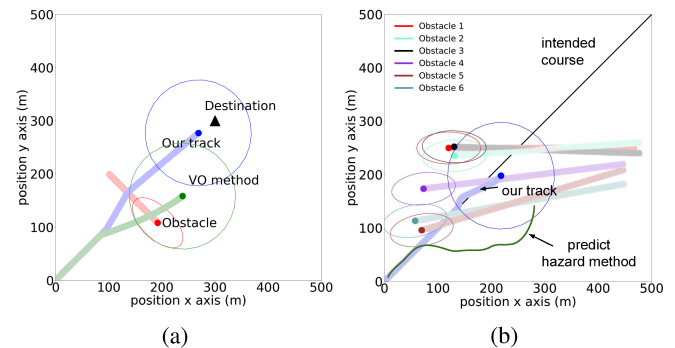 500
400
300
200
100
0
0
100
200
300
400
500
position y axis (m)
position x axis (m)
Destination
Our track
VO method
Obstacle
(a)
500
400
300
200
100
0
100
200
300
400
500
position y axis (m)
position x axis (m)
Obstacle 1
Obstacle 2
Obstacle 3
Obstacle 4
Obstacle 5
Obstacle 6
intended
course
our track
predict
hazard method
(b)